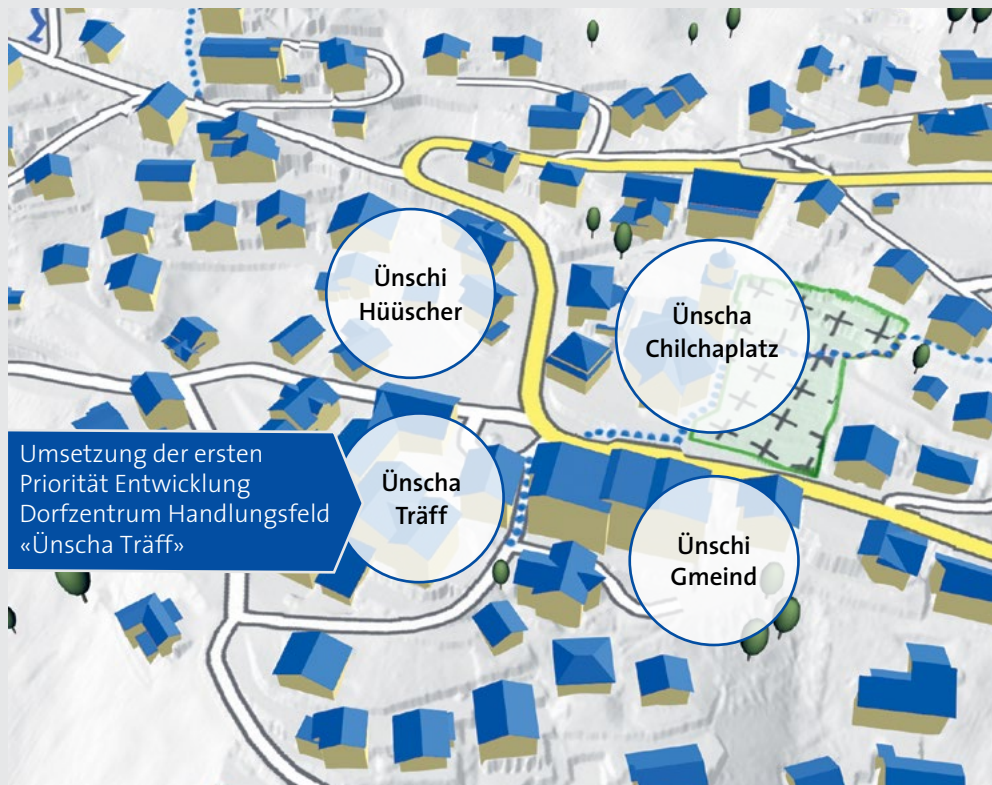 Ünschi
Hüüscher
Ünscha
Chilchaplatz
Umsetzung der ersten
Priorität Entwicklung
Dorfzentrum Handlungsfeld
«Ünscha Träff»
Ünscha
Träff
Ünschi
Gmeind